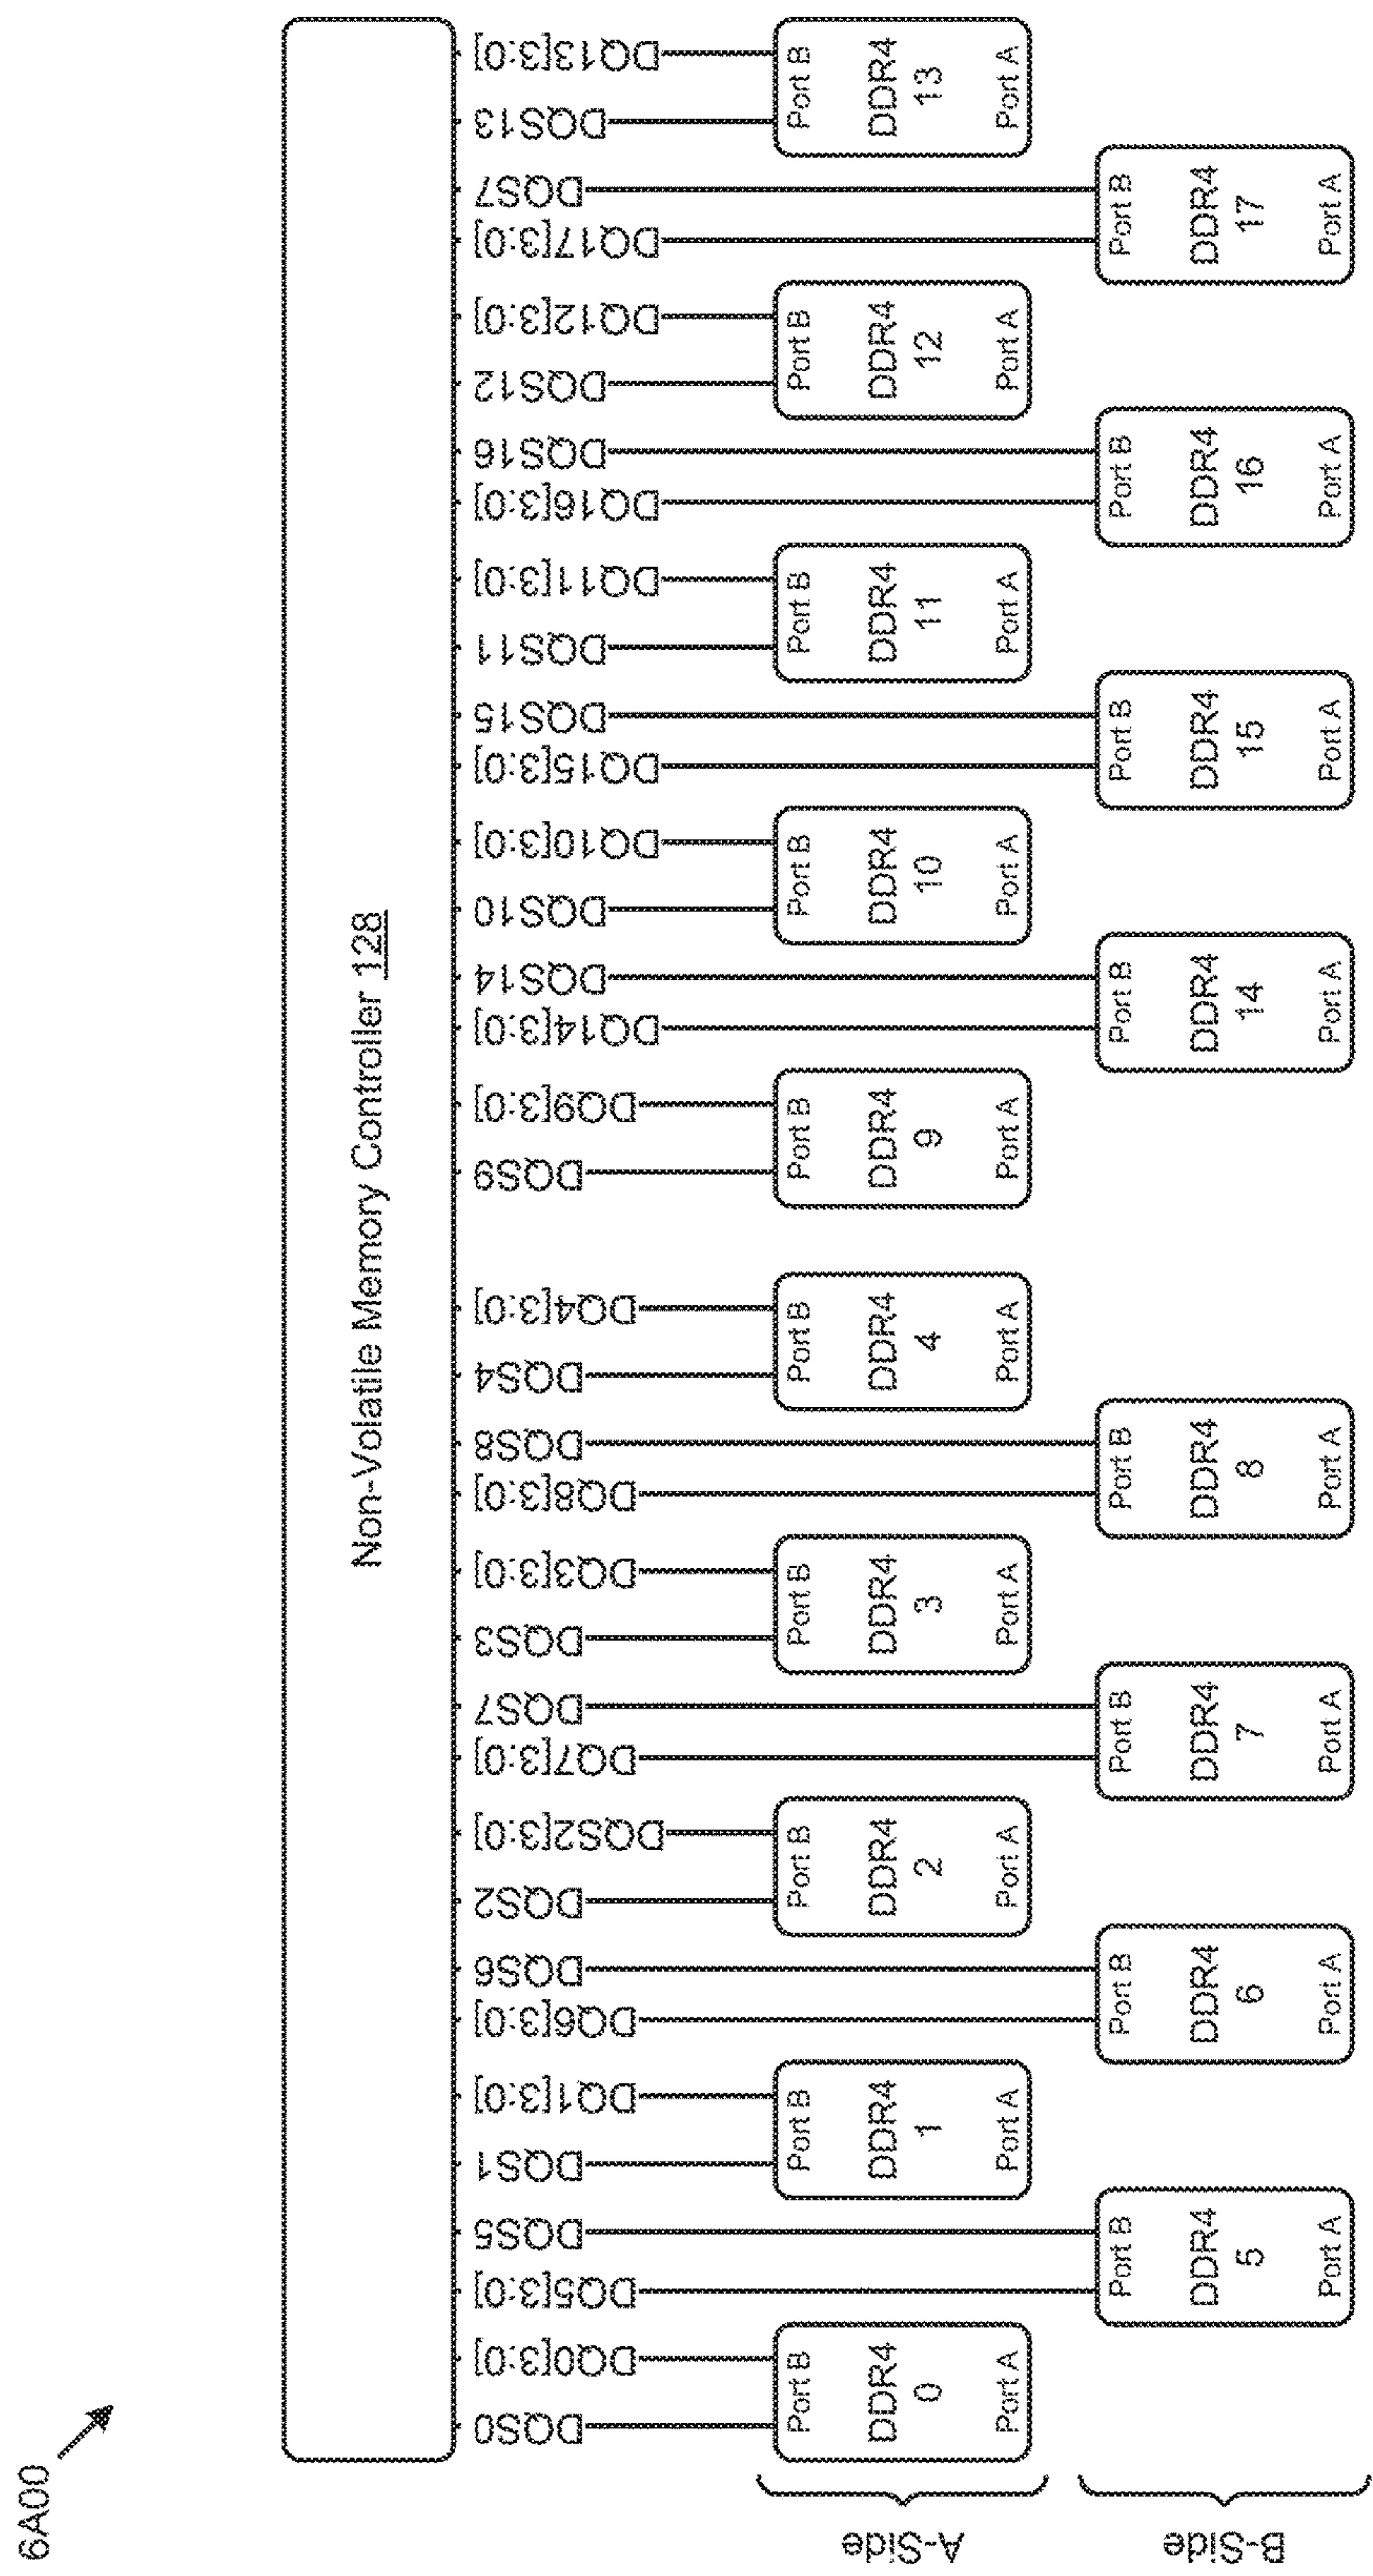 6A00
Non-Volatile Memory Controller 128
DQS0
DQ0[3:0]
DQ5[3:0]
DQS5
DQS1
DQ1[3:0]
DQ6[3:0]
DQS6
DQS2
DQS2[3:0]
DQ7[3:0]
DQS7
DQS3
DQ3[3:0]
DQ8[3:0]
DQS8
DQS4
DQ4[3:0]
DQS9
DQ9[3:0]
DQ14[3:0]
DQS14
DQS10
DQ10[3:0]
DQ15[3:0]
DQS15
DQS11
DQ11[3:0]
DQ16[3:0]
DQS16
DQS12
DQ12[3:0]
DQ17[3:0]
DQS7
DQS13
DQ13[3:0]
A-Side
Port B
DDR4
0
Port A
Port B
DDR4
1
Port A
Port B
DDR4
2
Port A
Port B
DDR4
3
Port A
Port B
DDR4
4
Port A
Port B
DDR4
9
Port A
Port B
DDR4
10
Port A
Port B
DDR4
11
Port A
Port B
DDR4
12
Port A
Port B
DDR4
13
Port A
B-Side
Port B
DDR4
5
Port A
Port B
DDR4
6
Port A
Port B
DDR4
7
Port A
Port B
DDR4
8
Port A
Port B
DDR4
14
Port A
Port B
DDR4
15
Port A
Port B
DDR4
16
Port A
Port B
DDR4
17
Port A